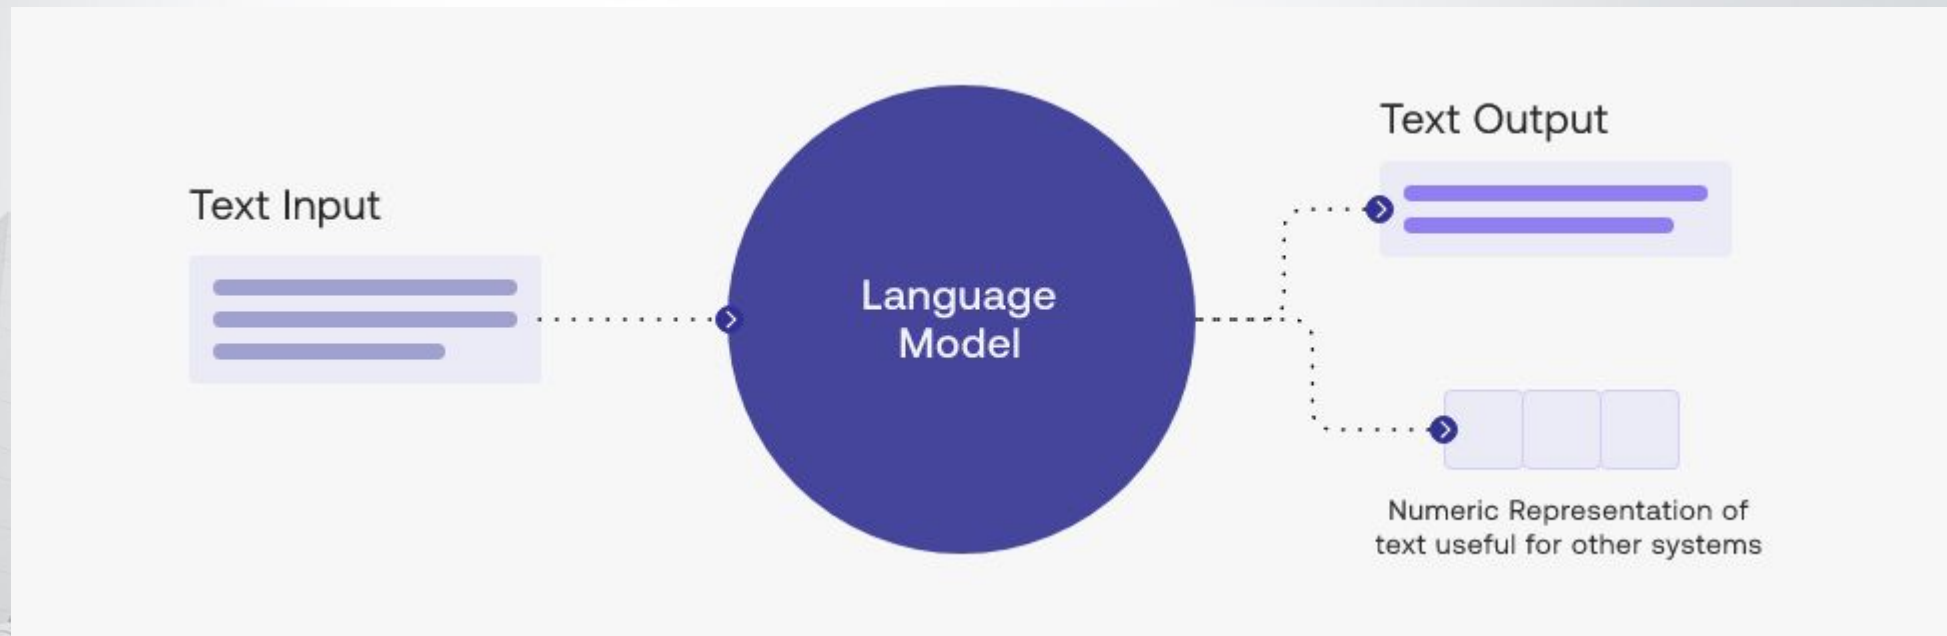 Text Input
Language
Model
Text Output
Numeric Representation of
text useful for other systems